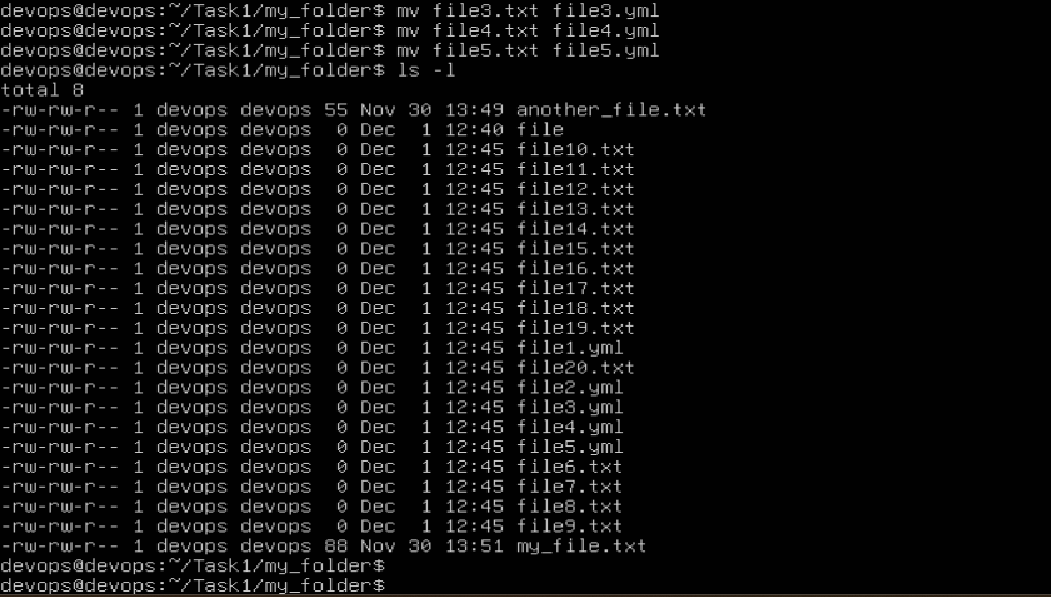 devops@devops:~/Task1/my_folder$ mv file3.txt file3.yml
devops@devops:~/Task1/my_folder$ mv file4.txt file4.yml
devops@devops:~/Task1/my_folder$ mv file5.txt file5.yml
devops@devops:~/Task1/my_folder$ ls -l
total 8
-rw-rw-r-- 1 devops devops 55 Nov 30 13:49 another_file.txt
-rw-rw-r-- 1 devops devops  0 Dec  1 12:40 file
-rw-rw-r-- 1 devops devops  0 Dec  1 12:45 file10.txt
-rw-rw-r-- 1 devops devops  0 Dec  1 12:45 file11.txt
-rw-rw-r-- 1 devops devops  0 Dec  1 12:45 file12.txt
-rw-rw-r-- 1 devops devops  0 Dec  1 12:45 file13.txt
-rw-rw-r-- 1 devops devops  0 Dec  1 12:45 file14.txt
-rw-rw-r-- 1 devops devops  0 Dec  1 12:45 file15.txt
-rw-rw-r-- 1 devops devops  0 Dec  1 12:45 file16.txt
-rw-rw-r-- 1 devops devops  0 Dec  1 12:45 file17.txt
-rw-rw-r-- 1 devops devops  0 Dec  1 12:45 file18.txt
-rw-rw-r-- 1 devops devops  0 Dec  1 12:45 file19.txt
-rw-rw-r-- 1 devops devops  0 Dec  1 12:45 file1.yml
-rw-rw-r-- 1 devops devops  0 Dec  1 12:45 file20.txt
-rw-rw-r-- 1 devops devops  0 Dec  1 12:45 file2.yml
-rw-rw-r-- 1 devops devops  0 Dec  1 12:45 file3.yml
-rw-rw-r-- 1 devops devops  0 Dec  1 12:45 file4.yml
-rw-rw-r-- 1 devops devops  0 Dec  1 12:45 file5.yml
-rw-rw-r-- 1 devops devops  0 Dec  1 12:45 file6.txt
-rw-rw-r-- 1 devops devops  0 Dec  1 12:45 file7.txt
-rw-rw-r-- 1 devops devops  0 Dec  1 12:45 file8.txt
-rw-rw-r-- 1 devops devops  0 Dec  1 12:45 file9.txt
-rw-rw-r-- 1 devops devops 88 Nov 30 13:51 my_file.txt
devops@devops:~/Task1/my_folder$
devops@devops:~/Task1/my_folder$